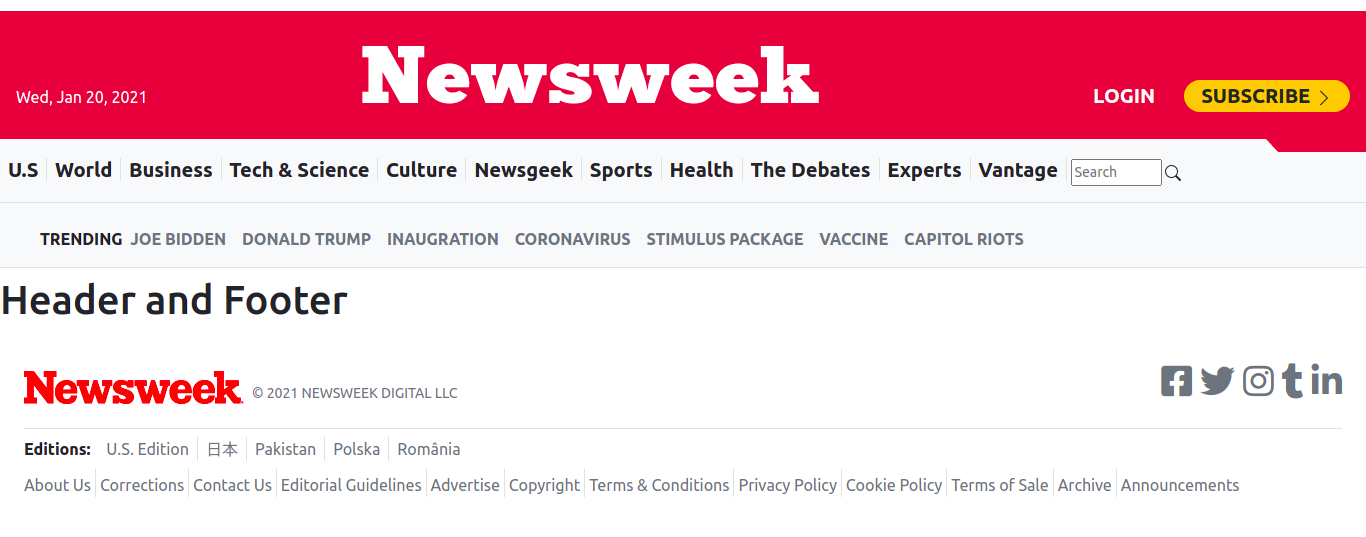 Newsweek
Wed, Jan 20, 2021
LOGIN
SUBSCRIBE
U.S World Business Tech & Science Culture Newsgeek Sports Health The Debates Experts Vantage Search
TRENDING JOE BIDDEN DONALD TRUMP INAUGRATION CORONAVIRUS STIMULUS PACKAGE VACCINE CAPITOL RIOTS
Header and Footer
Newsweek © 2021 NEWSWEEK DIGITAL LLC
Editions: U.S. Edition 日本 Pakistan Polska România
About Us Corrections Contact Us Editorial Guidelines Advertise Copyright Terms & Conditions Privacy Policy Cookie Policy Terms of Sale Archive Announcements